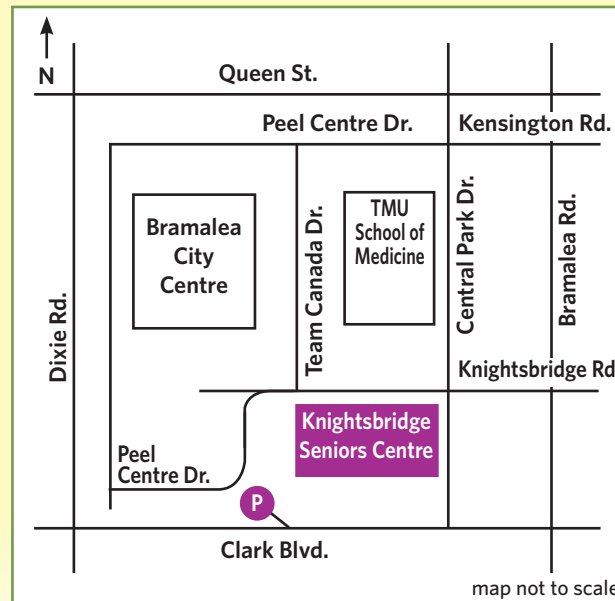 N
Queen St.
Peel Centre Dr.
Kensington Rd.
Bramalea
City
Centre
TMU
School of
Medicine
Dixie Rd.
Team Canada Dr.
Central Park Dr.
Bramalea Rd.
Knightsbridge Rd
Knightsbridge
Seniors Centre
Peel
Centre Dr.
P
Clark Blvd.
map not to scale